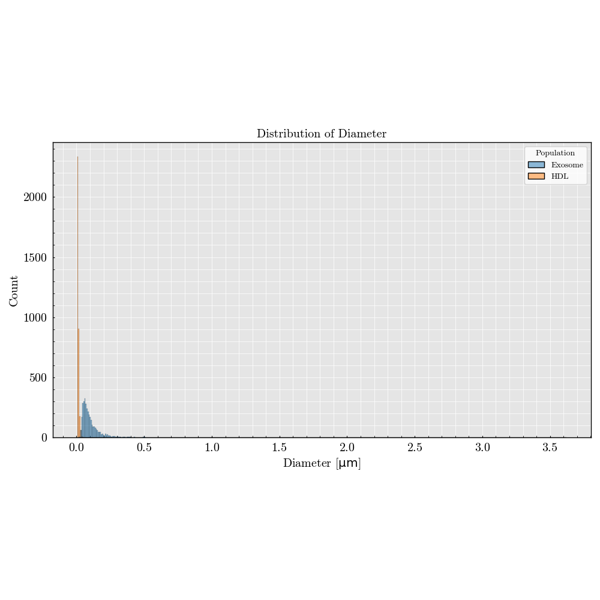 Distribution of Diameter
Population
Exosome
HDL
Count
2000
1500
1000
500
0
0.0 0.5 1.0 1.5 2.0 2.5 3.0 3.5
Diameter [μm]